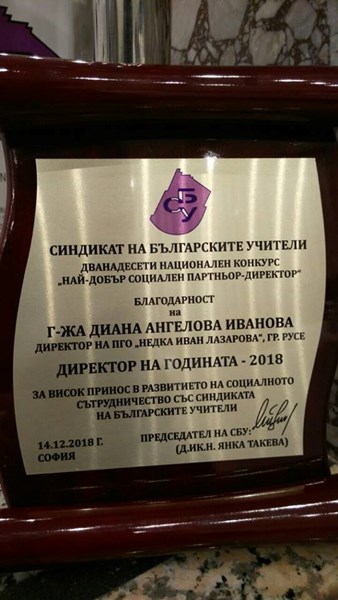 СБУ
СИНДИКАТ НА БЪЛГАРСКИТЕ УЧИТЕЛИ
ДВАНАДЕСЕТИ НАЦИОНАЛЕН КОНКУРС
„НАЙ-ДОБЪР СОЦИАЛЕН ПАРТНЬОР-ДИРЕКТОР"
БЛАГОДАРНОСТ
на
Г-ЖА ДИАНА АНГЕЛОВА ИВАНОВА
ДИРЕКТОР НА ПГО „НЕДКА ИВАН ЛАЗАРОВА", ГР. РУСЕ
ДИРЕКТОР НА ГОДИНАТА - 2018
ЗА ВИСОК ПРИНОС В РАЗВИТИЕТО НА СОЦИАЛНОТО
СЪТРУДНИЧЕСТВО СЪС СИНДИКАТА
НА БЪЛГАРСКИТЕ УЧИТЕЛИ
14.12.2018 Г.
СОФИЯ
ПРЕДСЕДАТЕЛ НА СБУ:
(Д.ИК.Н. ЯНКА ТАКЕВА)